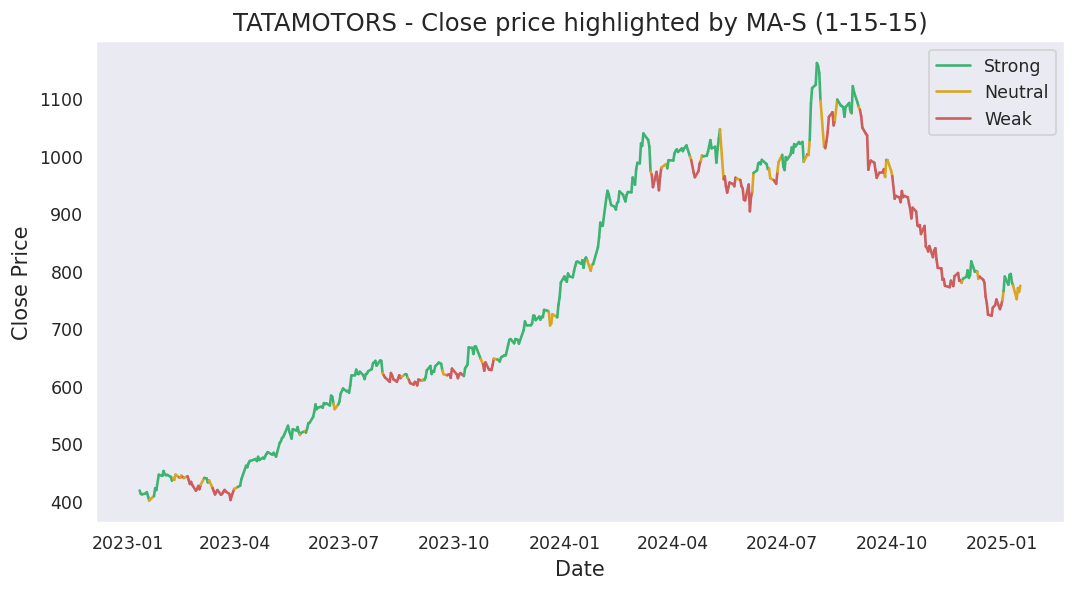 TATAMOTORS - Close price highlighted by MA-S (1-15-15)
Strong
Neutral
Weak
Close Price
1100
1000
900
800
700
600
500
400
2023-01 2023-04 2023-07 2023-10 2024-01 2024-04 2024-07 2024-10 2025-01
Date